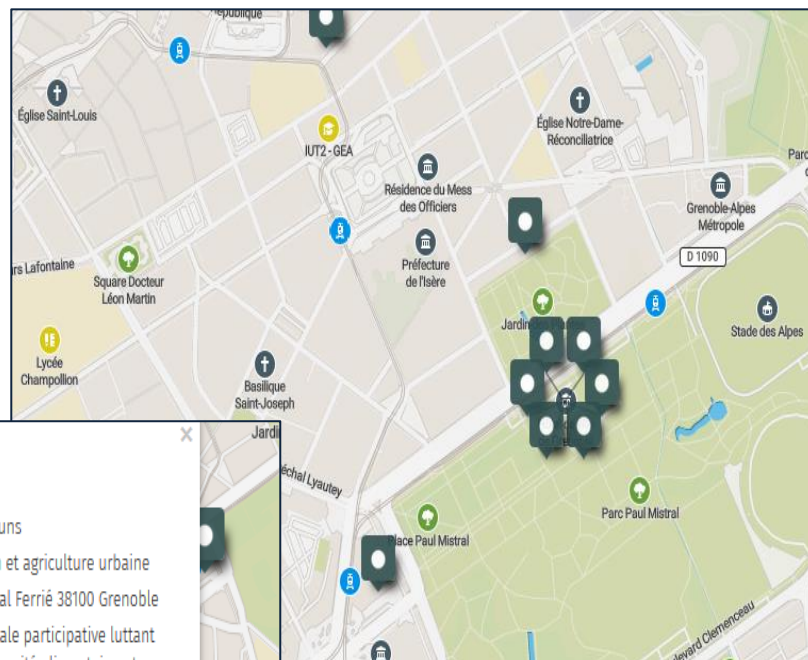 République
Église Saint-Louis
IUT2 - GEA
Église Notre-Dame-
Réconciliatrice
Résidence du Mess
des Officiers
Parc
Grenoble-Alpes
Métropole
Préfecture
de l'Isère
D 1090
rs Lafontaine
Square Docteur
Léon Martin
Jardin des
Stade des Alpes
Lycée
Champollion
Basilique
Saint-Joseph
Jardi
×
échal Lyautey
Parc Paul Mistral
Place Paul Mistral
uns
et agriculture urbaine
al Ferrié 38100 Grenoble
ale participative luttant
evard Clemenceau